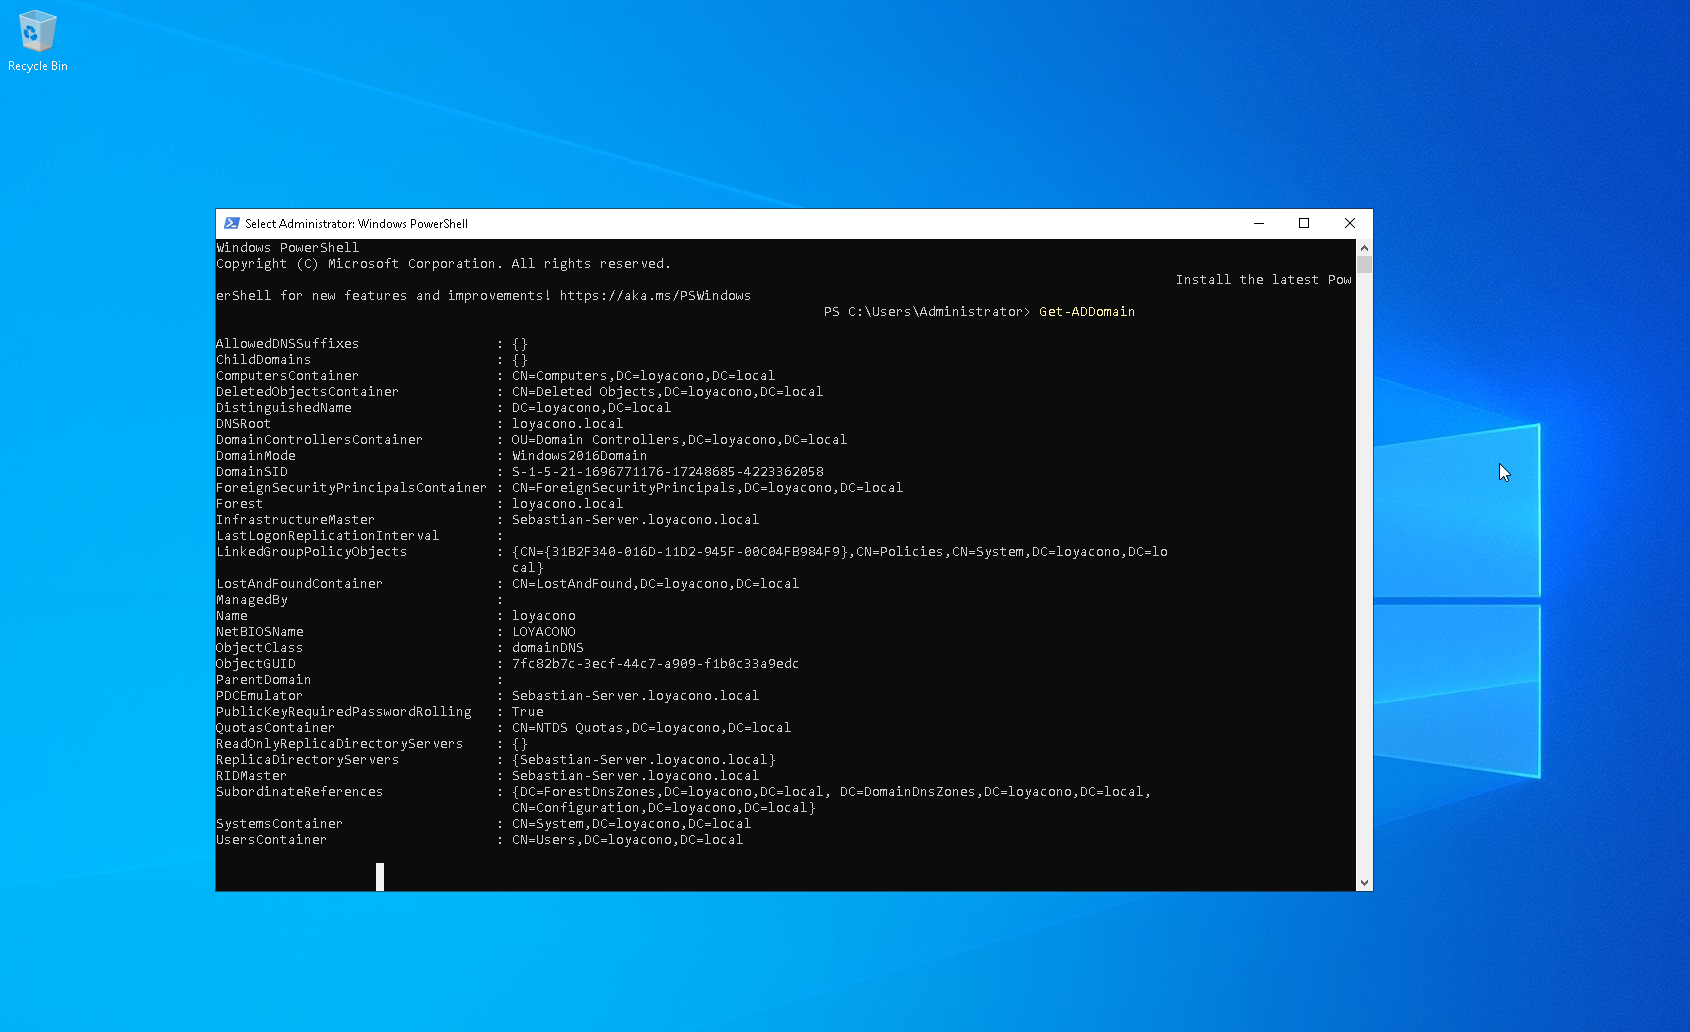 Recycle Bin
Select Administrator: Windows PowerShell
Windows PowerShell
Copyright (C) Microsoft Corporation. All rights reserved.
Install the latest Pow
erShell for new features and improvements! https://aka.ms/PSWindows
PS C:\Users\Administrator> Get-ADDomain
AllowedDNSSuffixes : {}
ChildDomains : {}
ComputersContainer : CN=Computers,DC=loyacono,DC=local
DeletedObjectsContainer : CN=Deleted Objects,DC=loyacono,DC=local
DistinguishedName : DC=loyacono,DC=local
DNSRoot : loyacono.local
DomainControllersContainer : OU=Domain Controllers,DC=loyacono,DC=local
DomainMode : Windows2016Domain
DomainSID : S-1-5-21-1696771176-17248685-4223362058
ForeignSecurityPrincipalsContainer : CN=ForeignSecurityPrincipals,DC=loyacono,DC=local
Forest : loyacono.local
InfrastructureMaster : Sebastian-Server.loyacono.local
LastLogonReplicationInterval :
LinkedGroupPolicyObjects : {CN={31B2F340-016D-11D2-945F-00C04FB984F9},CN=Policies,CN=System,DC=loyacono,DC=lo
cal}
LostAndFoundContainer : CN=LostAndFound,DC=loyacono,DC=local
ManagedBy :
Name : loyacono
NetBIOSName : LOYACONO
ObjectClass : domainDNS
ObjectGUID : 7fc82b7c-3ecf-44c7-a909-f1b0c33a9edc
ParentDomain :
PDCEmulator : Sebastian-Server.loyacono.local
PublicKeyRequiredPasswordRolling : True
QuotasContainer : CN=NTDS Quotas,DC=loyacono,DC=local
ReadOnlyReplicaDirectoryServers : {}
ReplicaDirectoryServers : {Sebastian-Server.loyacono.local}
RIDMaster : Sebastian-Server.loyacono.local
SubordinateReferences : {DC=ForestDnsZones,DC=loyacono,DC=local, DC=DomainDnsZones,DC=loyacono,DC=local,
CN=Configuration,DC=loyacono,DC=local}
SystemsContainer : CN=System,DC=loyacono,DC=local
UsersContainer : CN=Users,DC=loyacono,DC=local